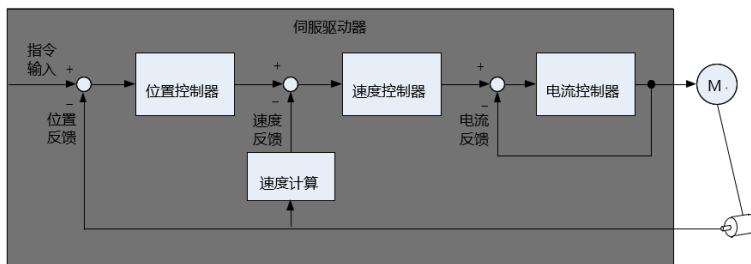 伺服驱动器
指令
输入
+
−
位置
反馈
位置控制器
+
−
速度
反馈
速度控制器
+
−
电流
反馈
电流控制器
M
速度计算